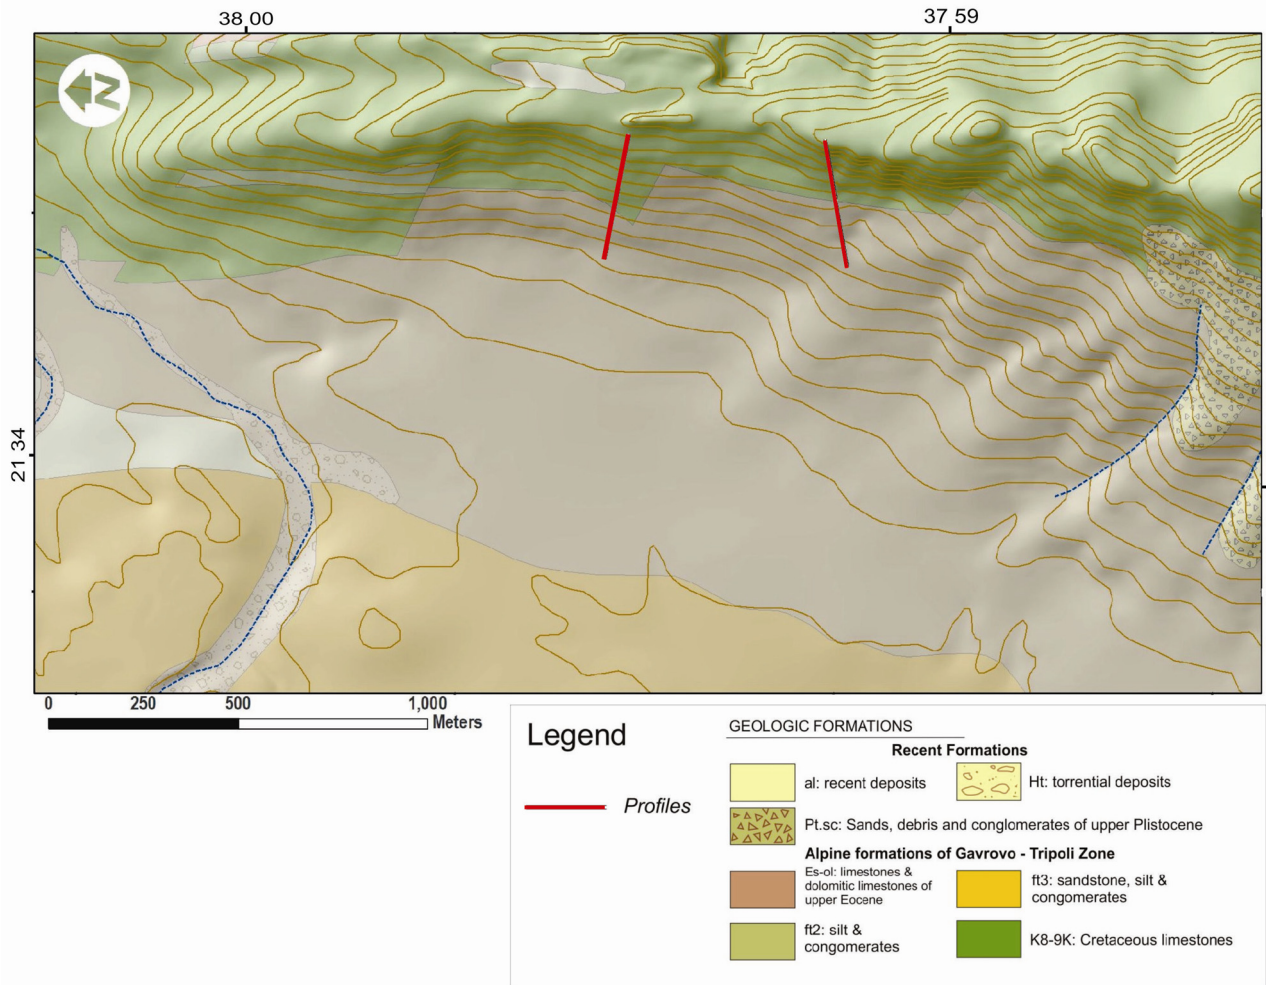 38 00
37 59
N
21 34
0 250 500 1,000
Meters
Legend
Profiles
GEOLOGIC FORMATIONS
Recent Formations
al: recent deposits
Ht: torrential deposits
Pt.sc: Sands, debris and conglomerates of upper Plistocene
Alpine formations of Gavrovo - Tripoli Zone
Es-ol: limestones &
dolomitic limestones of
upper Eocene
ft3: sandstone, silt &
congomerates
ft2: silt &
congomerates
K8-9K: Cretaceous limestones